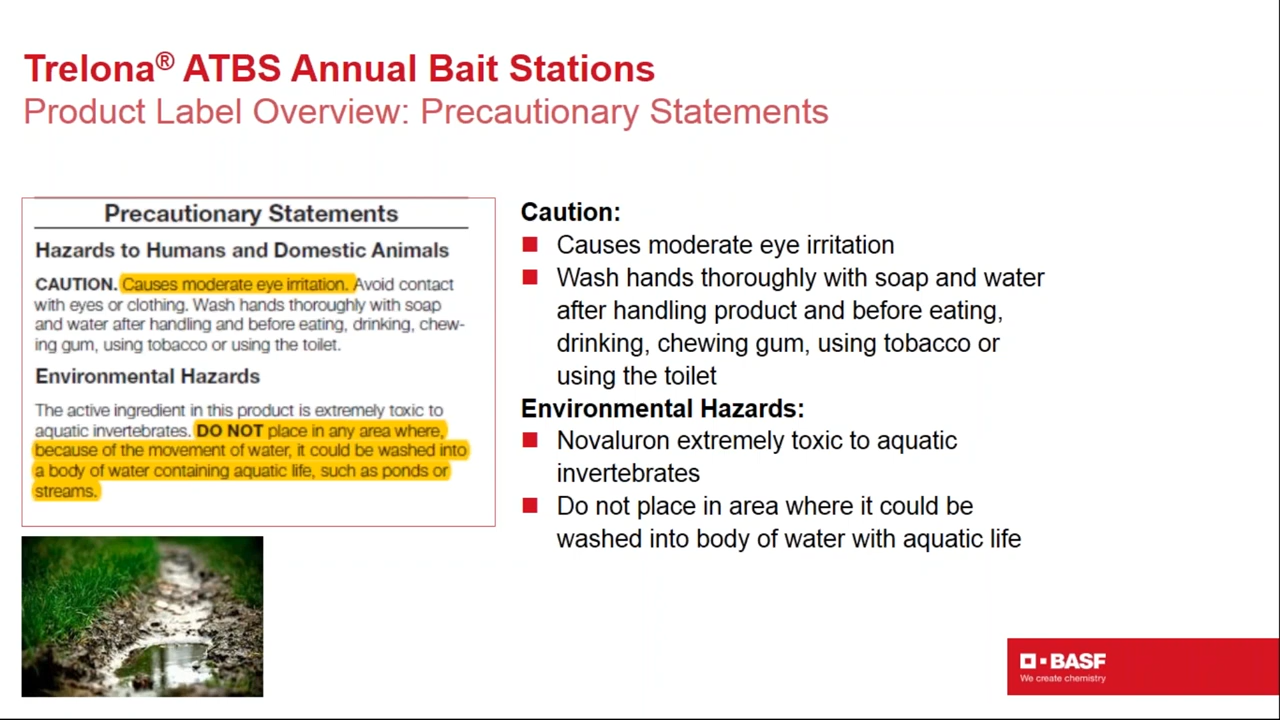 Trelona® ATBS Annual Bait Stations
Product Label Overview: Precautionary Statements
Precautionary Statements
Hazards to Humans and Domestic Animals
CAUTION. Causes moderate eye irritation. Avoid contact
with eyes or clothing. Wash hands thoroughly with soap
and water after handling and before eating, drinking, chew-
ing gum, using tobacco or using the toilet.
Environmental Hazards
The active ingredient in this product is extremely toxic to
aquatic invertebrates. DO NOT place in any area where,
because of the movement of water, it could be washed into
a body of water containing aquatic life, such as ponds or
streams.
Caution:
Causes moderate eye irritation
Wash hands thoroughly with soap and water
after handling product and before eating,
drinking, chewing gum, using tobacco or
using the toilet
Environmental Hazards:
Novaluron extremely toxic to aquatic
invertebrates
Do not place in area where it could be
washed into body of water with aquatic life
BASF
We create chemistry